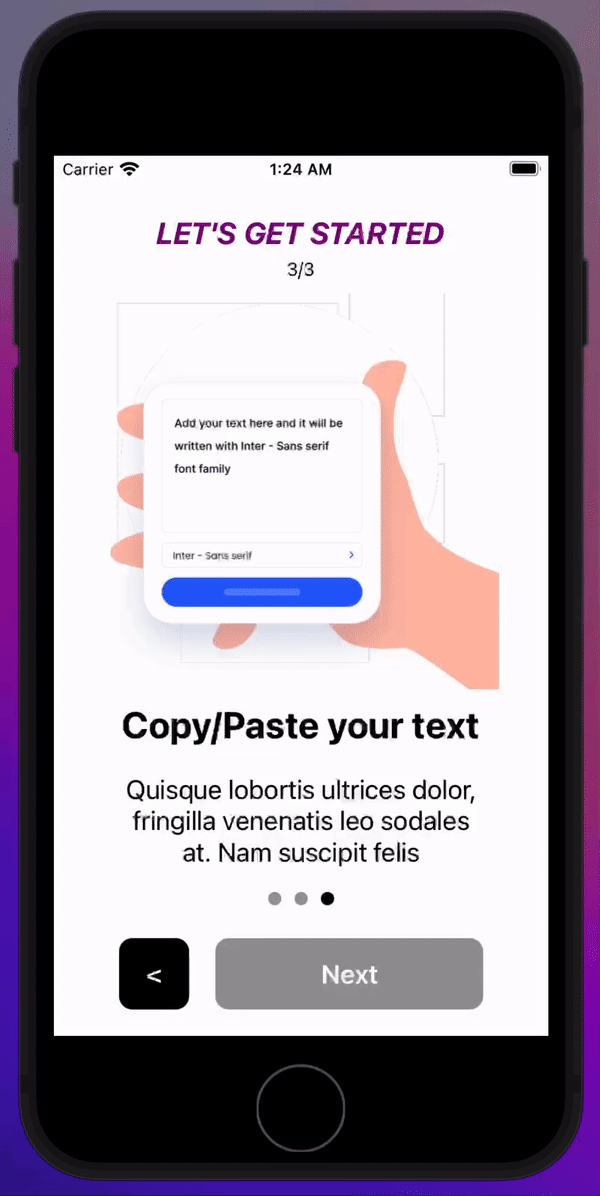 Carrier 1:24 AM
LET'S GET STARTED
3/3
Add your text here and it will be
written with Inter - Sans serif
font family
Inter - Sans serif
Copy/Paste your text
Quisque lobortis ultrices dolor,
fringilla venenatis leo sodales
at. Nam suscipit felis
< Next